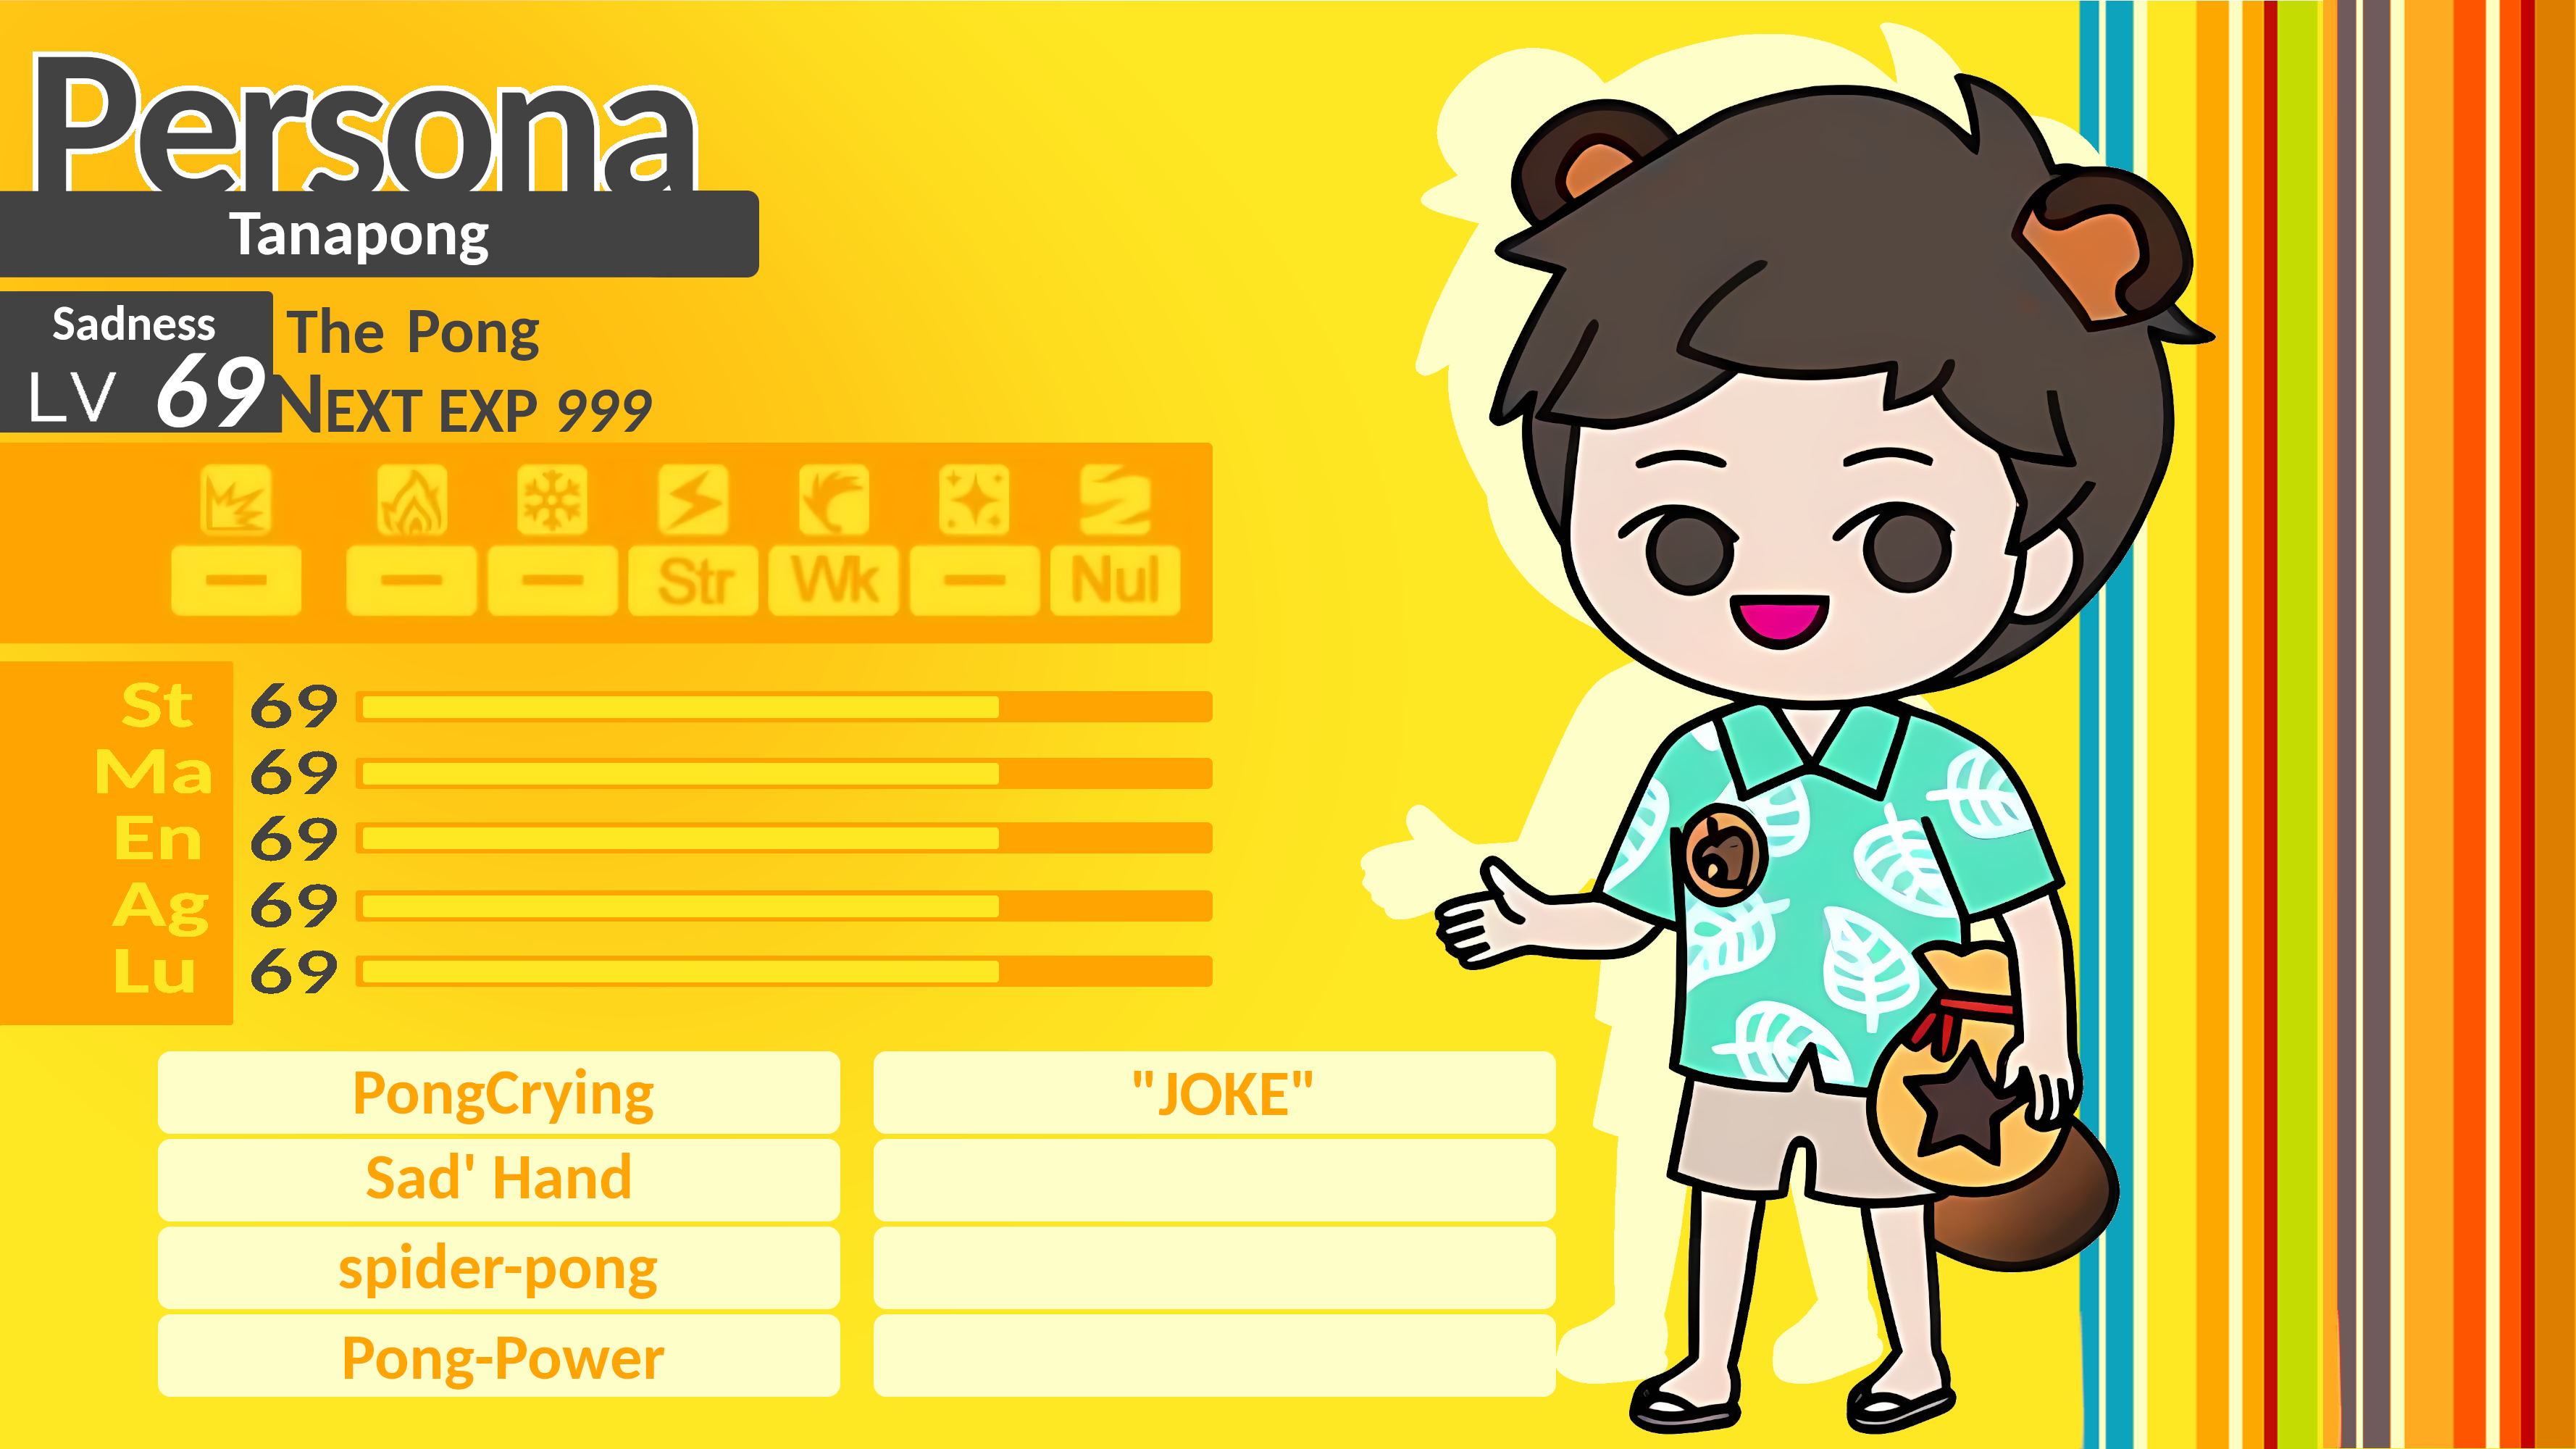 Persona
Tanapong
Sadness
The Pong
LV 69
NEXT EXP 999
— — — Str Wk — Nul
St 69
Ma 69
En 69
Ag 69
Lu 69
PongCrying
"JOKE"
Sad' Hand
spider-pong
Pong-Power